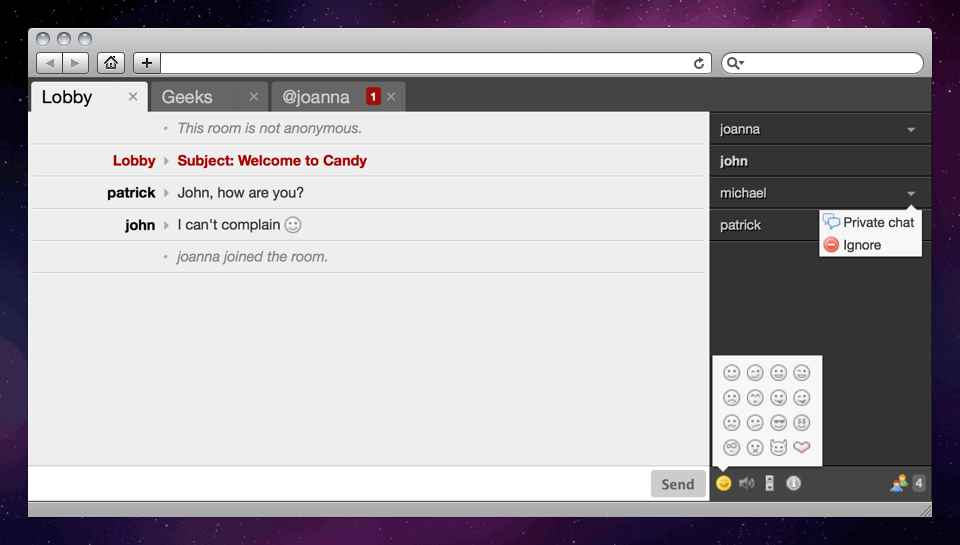 Lobby
Geeks
@joanna 1
This room is not anonymous.
Lobby Subject: Welcome to Candy
patrick John, how are you?
john I can't complain
joanna joined the room.
joanna
john
michael
patrick
Private chat
Ignore
Send
4